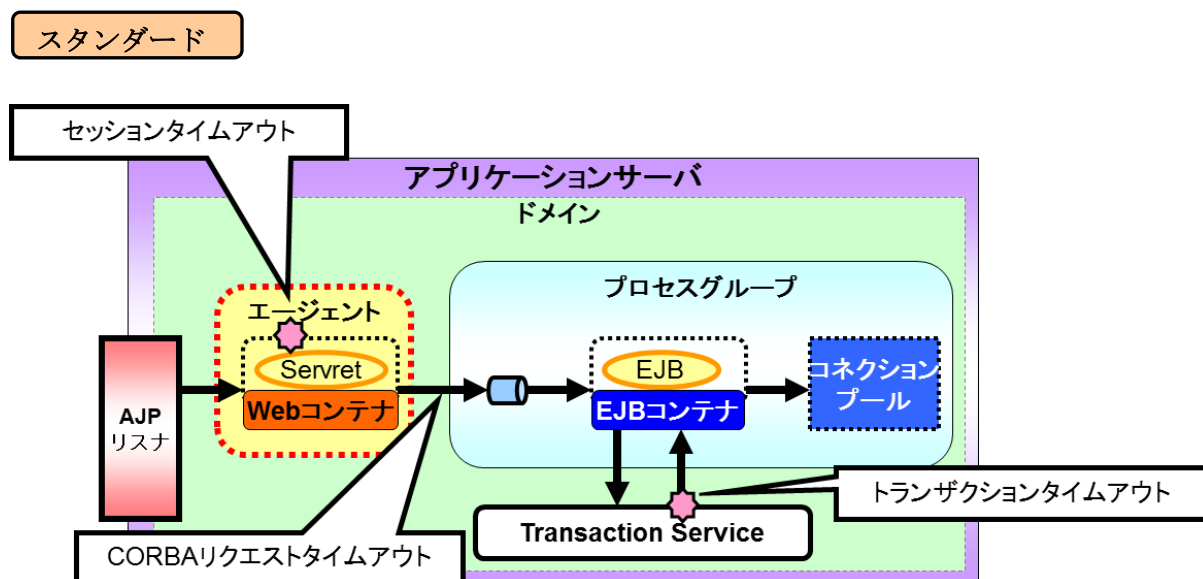 スタンダード
セッションタイムアウト
アプリケーションサーバ
ドメイン
プロセスグループ
エージェント
Servret
EJB
コネクション
プール
Webコンテナ
EJBコンテナ
AJP
リスナ
トランザクションタイムアウト
Transaction Service
CORBAリクエストタイムアウト